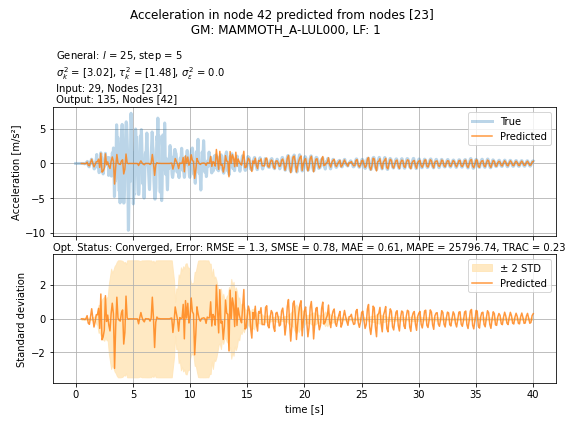 Acceleration in node 42 predicted from nodes [23]
GM: MAMMOTH_A-LUL000, LF: 1
General: l = 25, step = 5
σ²ₖ = [3.02], τ²ₖ = [1.48], σ²ε = 0.0
Input: 29, Nodes [23]
Output: 135, Nodes [42]
True
Predicted
Acceleration [m/s²]
5
0
−5
−10
Opt. Status: Converged, Error: RMSE = 1.3, SMSE = 0.78, MAE = 0.61, MAPE = 25796.74, TRAC = 0.23
± 2 STD
Predicted
Standard deviation
2
0
−2
0 5 10 15 20 25 30 35 40
time [s]